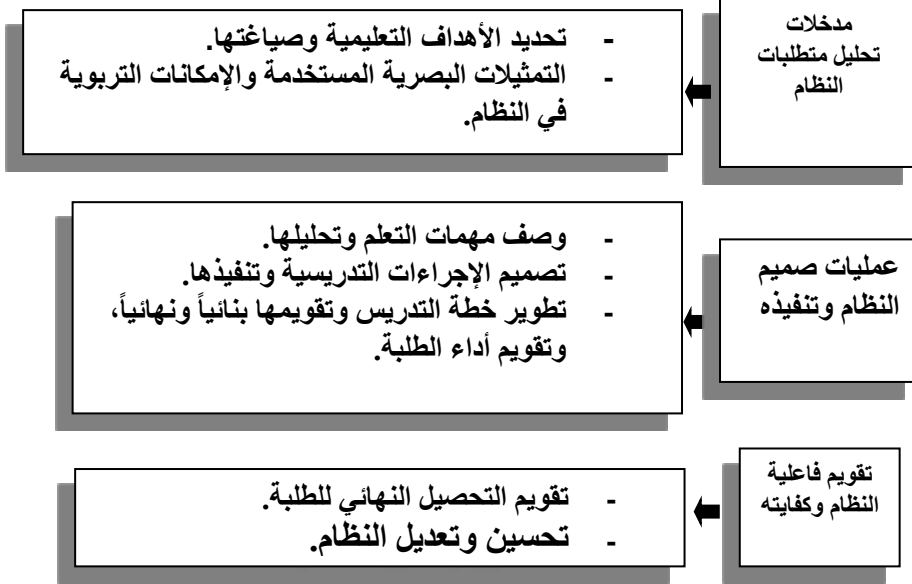 مدخلات
تحليل متطلبات
النظام
- تحديد الأهداف التعليمية وصياغتها.
- التمثيلات البصرية المستخدمة والإمكانات التربوية
في النظام.
عمليات صميم
النظام وتنفيذه
- وصف مهمات التعلم وتحليلها.
- تصميم الإجراءات التدريسية وتنفيذها.
- تطوير خطة التدريس وتقويمها بنائياً ونهائياً،
وتقويم أداء الطلبة.
تقويم فاعلية
النظام وكفايته
- تقويم التحصيل النهائي للطلبة.
- تحسين وتعديل النظام.